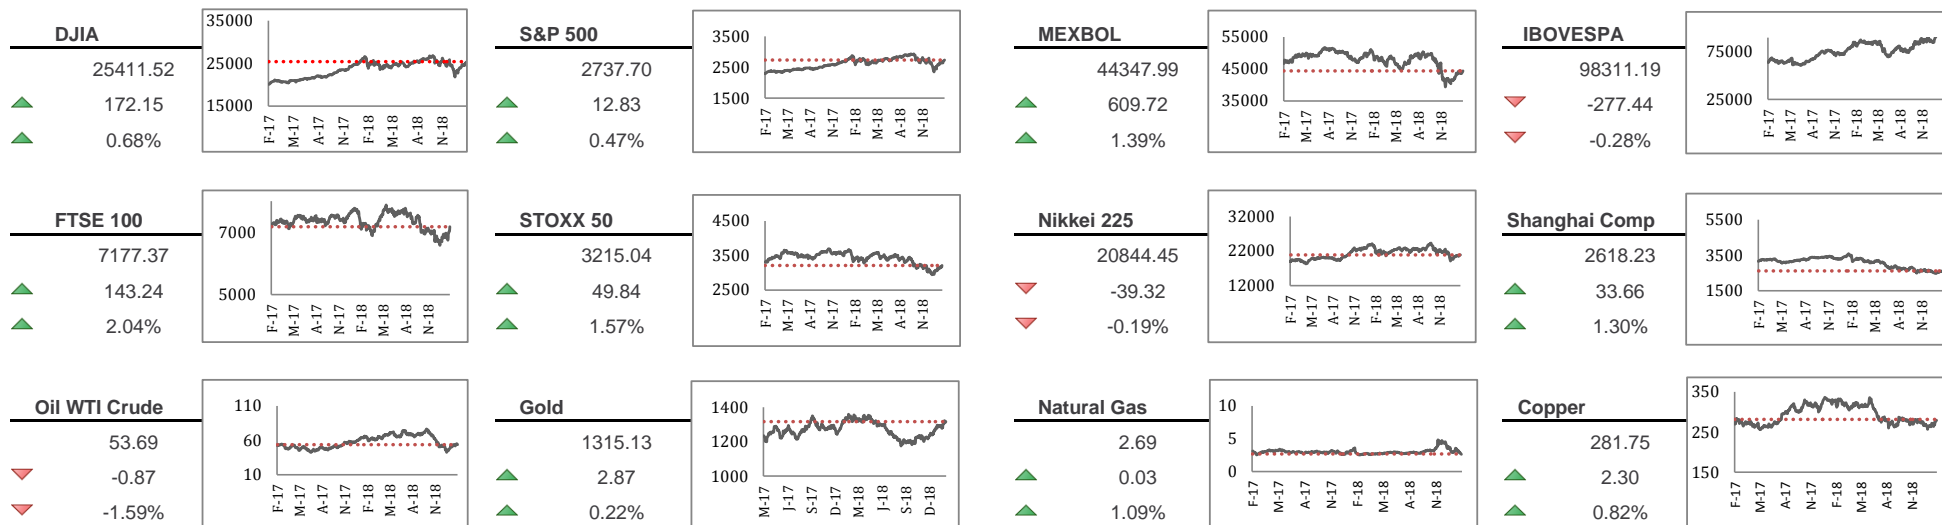 DJIA
25411.52
172.15
0.68%
35000
25000
15000
F-17
M-17
A-17
N-17
F-18
M-18
A-18
N-18
S&P 500
2737.70
12.83
0.47%
3500
2500
1500
F-17
M-17
A-17
N-17
F-18
M-18
A-18
N-18
MEXBOL
44347.99
609.72
1.39%
55000
45000
35000
F-17
M-17
A-17
N-17
F-18
M-18
A-18
N-18
IBOVESPA
98311.19
-277.44
-0.28%
75000
25000
F-17
M-17
A-17
N-17
F-18
M-18
A-18
N-18
FTSE 100
7177.37
143.24
2.04%
7000
5000
F-17
M-17
A-17
N-17
F-18
M-18
A-18
N-18
STOXX 50
3215.04
49.84
1.57%
4500
3500
2500
F-17
M-17
A-17
N-17
F-18
M-18
A-18
N-18
Nikkei 225
20844.45
-39.32
-0.19%
32000
22000
12000
F-17
M-17
A-17
N-17
F-18
M-18
A-18
N-18
Shanghai Comp
2618.23
33.66
1.30%
5500
3500
1500
F-17
M-17
A-17
N-17
F-18
M-18
A-18
N-18
Oil WTI Crude
53.69
-0.87
-1.59%
110
60
10
F-17
M-17
A-17
N-17
F-18
M-18
A-18
N-18
Gold
1315.13
2.87
0.22%
1400
1200
1000
M-17
J-17
S-17
D-17
M-18
J-18
S-18
D-18
Natural Gas
2.69
0.03
1.09%
10
5
0
F-17
M-17
A-17
N-17
F-18
M-18
A-18
N-18
Copper
281.75
2.30
0.82%
350
250
150
F-17
M-17
A-17
N-17
F-18
M-18
A-18
N-18